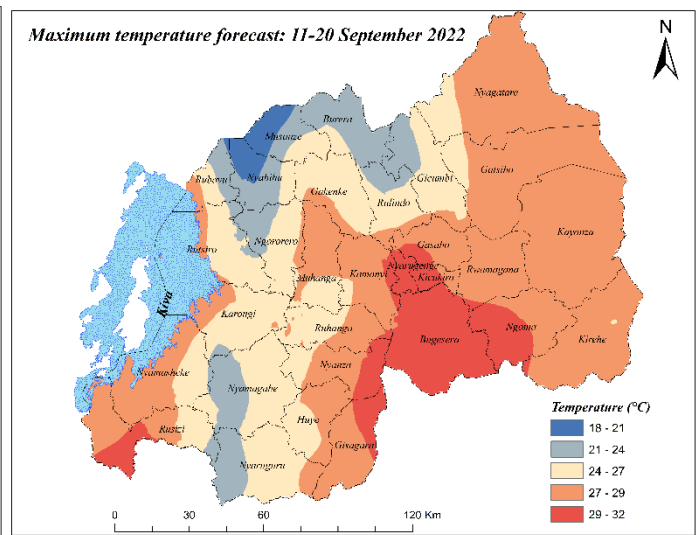 Maximum temperature forecast: 11-20 September 2022
N
Nyagatare
Burera
Musanze
Gatsibo
Rubavu
Nyabihu
Gicumbi
Gakenke
Rulindo
Kayonza
Rutsiro
Ngororero
Gasabo
Nyarugenge
Rwamagana
Muhanga
Kamonyi
Kicukiro
Kivu
Karongi
Ruhango
Bugesera
Ngoma
Kirehe
Nyamasheke
Nyanza
Nyamagabe
Rusizi
Huye
Gisagara
Nyaruguru
Temperature (°C)
18 - 21
21 - 24
24 - 27
27 - 29
29 - 32
0 30 60 120 Km